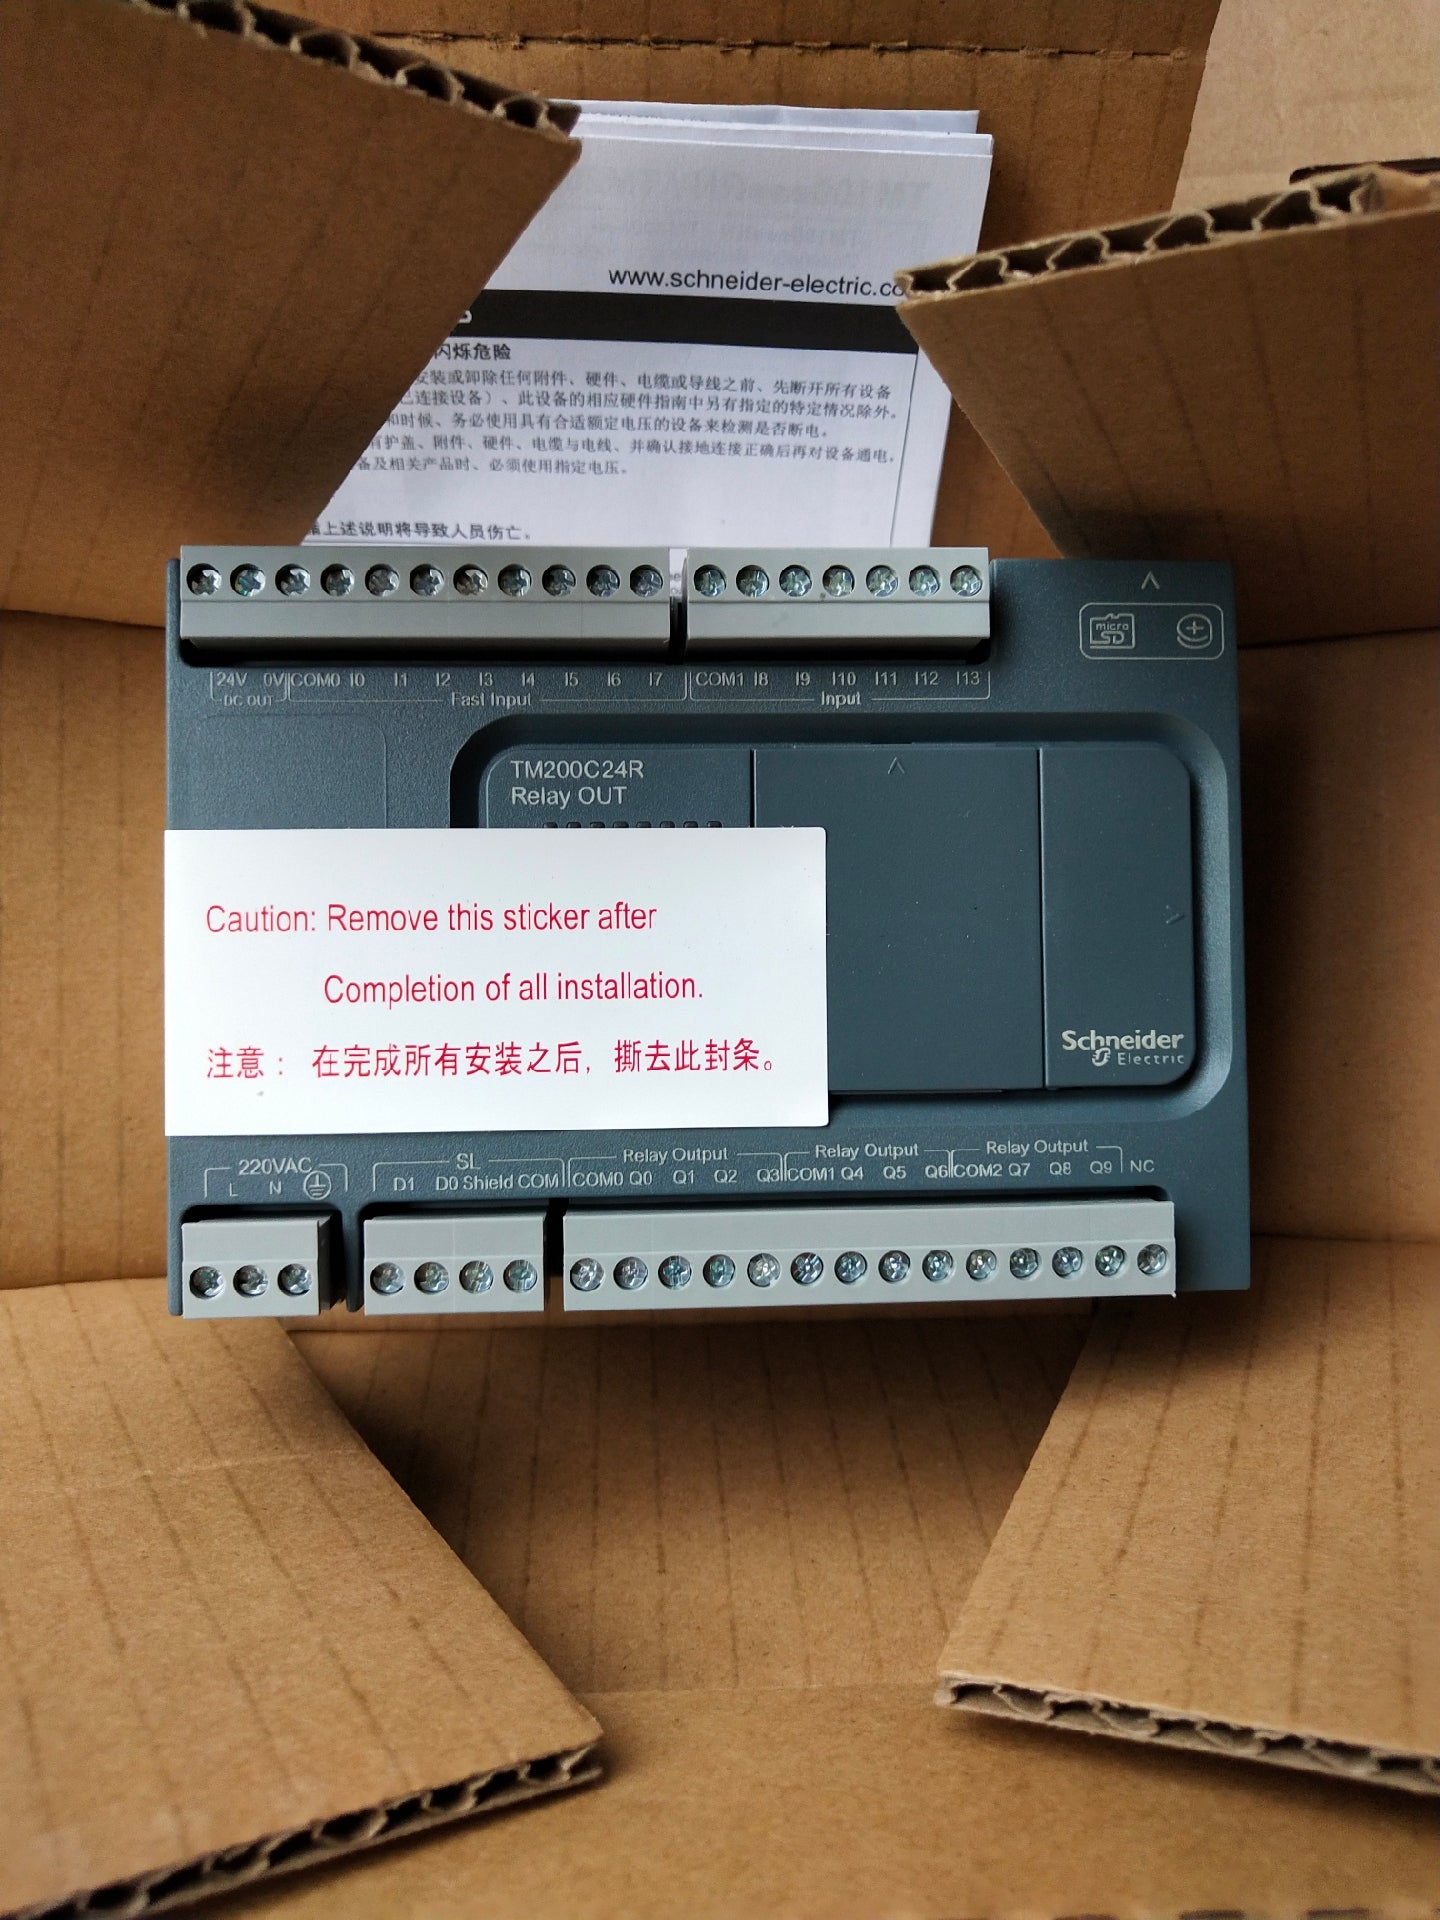 www.schneider-electric.co
闪烁危险
安装或卸除任何附件、硬件、电缆或导线之前、先断开所有设备
已连接设备）、此设备的相应硬件指南中另有指定的特定情况除外。
和时候、务必使用具有合适额定电压的设备来检测是否断电。
有护盖、附件、硬件、电缆与电线、并确认接地连接正确后再对设备通电。
备及相关产品时、必须使用指定电压。
上述说明将导致人员伤亡。
micro
SD
24V 0V COM0 I0 I1 I2 I3 I4 I5 I6 I7 COM1 I8 I9 I10 I11 I12 I13
DC OUT Fast Input Input
TM200C24R
Relay OUT
Caution: Remove this sticker after
Completion of all installation.
注意： 在完成所有安装之后，撕去此封条。
Schneider
Electric
220VAC SL Relay Output Relay Output Relay Output
L N D1 D0 Shield COM COM0 Q0 Q1 Q2 Q3 COM1 Q4 Q5 Q6 COM2 Q7 Q8 Q9 NC